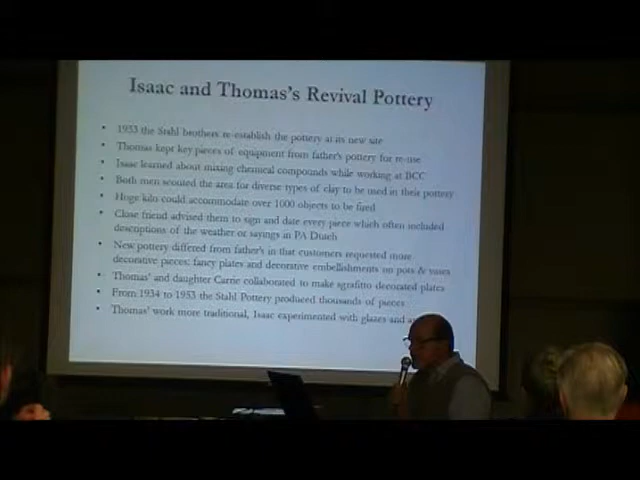 Isaac and Thomas's Revival Pottery
• 1933 the Stahl brothers re-establish the pottery at its new site
• Thomas kept key pieces of equipment from father's pottery for re-use
• Isaac learned about mixing chemical compounds while working at BCC
• Both men scouted the area for diverse types of clay to be used in their pottery
• Huge kiln could accommodate over 1000 objects to be fired
• Close friend advised them to sign and date every piece which often included
descriptions of the weather or sayings in PA Dutch
• New pottery differed from father's in that customers requested more
decorative pieces: fancy plates and decorative embellishments on pots & vases
• Thomas' and daughter Carrie collaborated to make sgrafitto decorated plates
• From 1934 to 1953 the Stahl Pottery produced thousands of pieces
• Thomas' work more traditional, Isaac experimented with glazes and